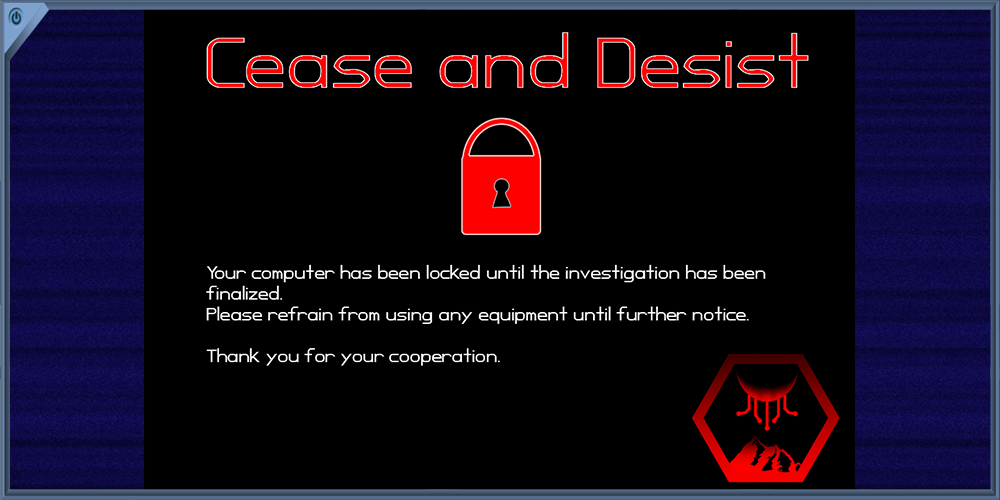 Cease and Desist
Your computer has been locked until the investigation has been
finalized.
Please refrain from using any equipment until further notice.
Thank you for your cooperation.